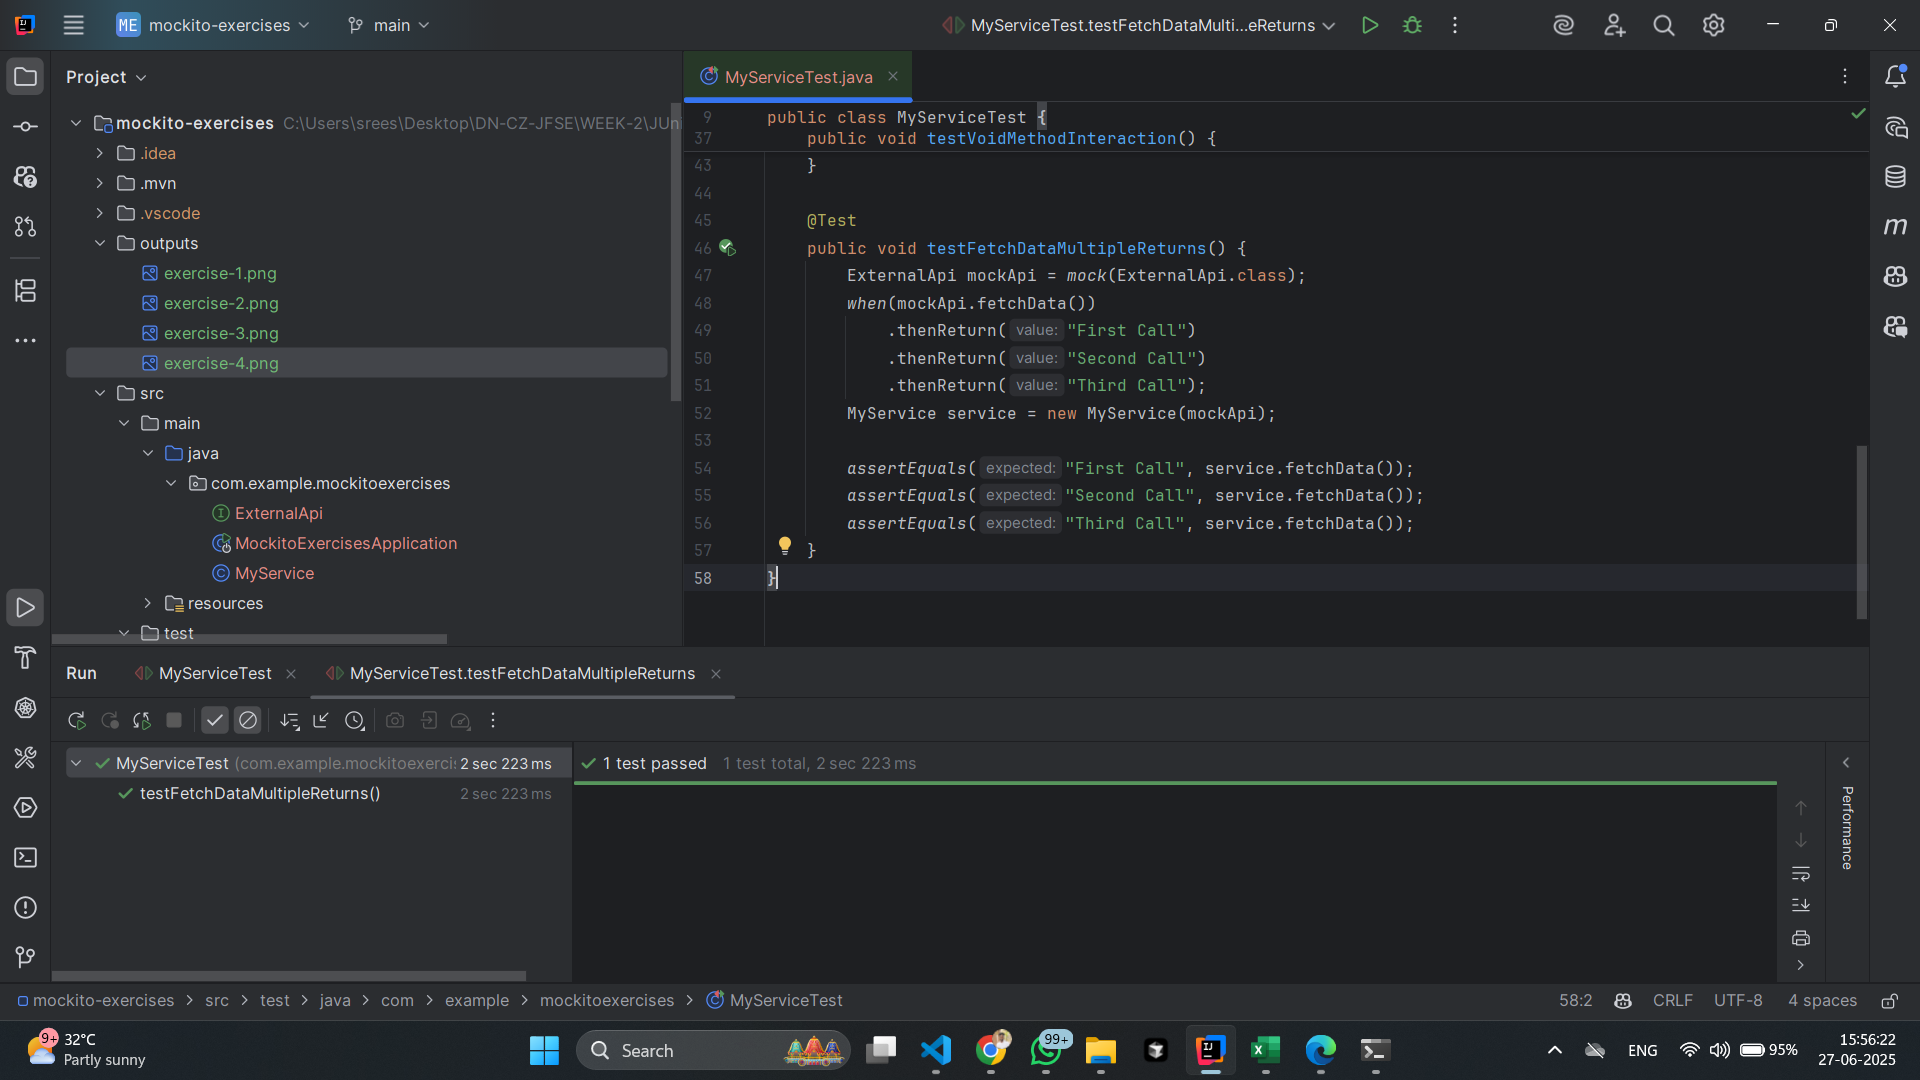 ME mockito-exercises main MyServiceTest.testFetchDataMulti...eReturns
Project
mockito-exercises C:\Users\srees\Desktop\DN-CZ-JFSE\WEEK-2\JUni
.idea
.mvn
.vscode
outputs
exercise-1.png
exercise-2.png
exercise-3.png
exercise-4.png
src
main
java
com.example.mockitoexercises
ExternalApi
MockitoExercisesApplication
MyService
resources
test
MyServiceTest.java
9 public class MyServiceTest {
37 public void testVoidMethodInteraction() {
43 }
44
45 @Test
46 public void testFetchDataMultipleReturns() {
47 ExternalApi mockApi = mock(ExternalApi.class);
48 when(mockApi.fetchData())
49 .thenReturn( value: "First Call")
50 .thenReturn( value: "Second Call")
51 .thenReturn( value: "Third Call");
52 MyService service = new MyService(mockApi);
53
54 assertEquals( expected: "First Call", service.fetchData());
55 assertEquals( expected: "Second Call", service.fetchData());
56 assertEquals( expected: "Third Call", service.fetchData());
57 }
58 }
Run MyServiceTest MyServiceTest.testFetchDataMultipleReturns
MyServiceTest (com.example.mockitoexerci 2 sec 223 ms
testFetchDataMultipleReturns() 2 sec 223 ms
1 test passed 1 test total, 2 sec 223 ms
Performance
mockito-exercises > src > test > java > com > example > mockitoexercises > MyServiceTest
58:2 CRLF UTF-8 4 spaces
9+ 32°C
Partly sunny
Search
99+
ENG
95%
15:56:22
27-06-2025